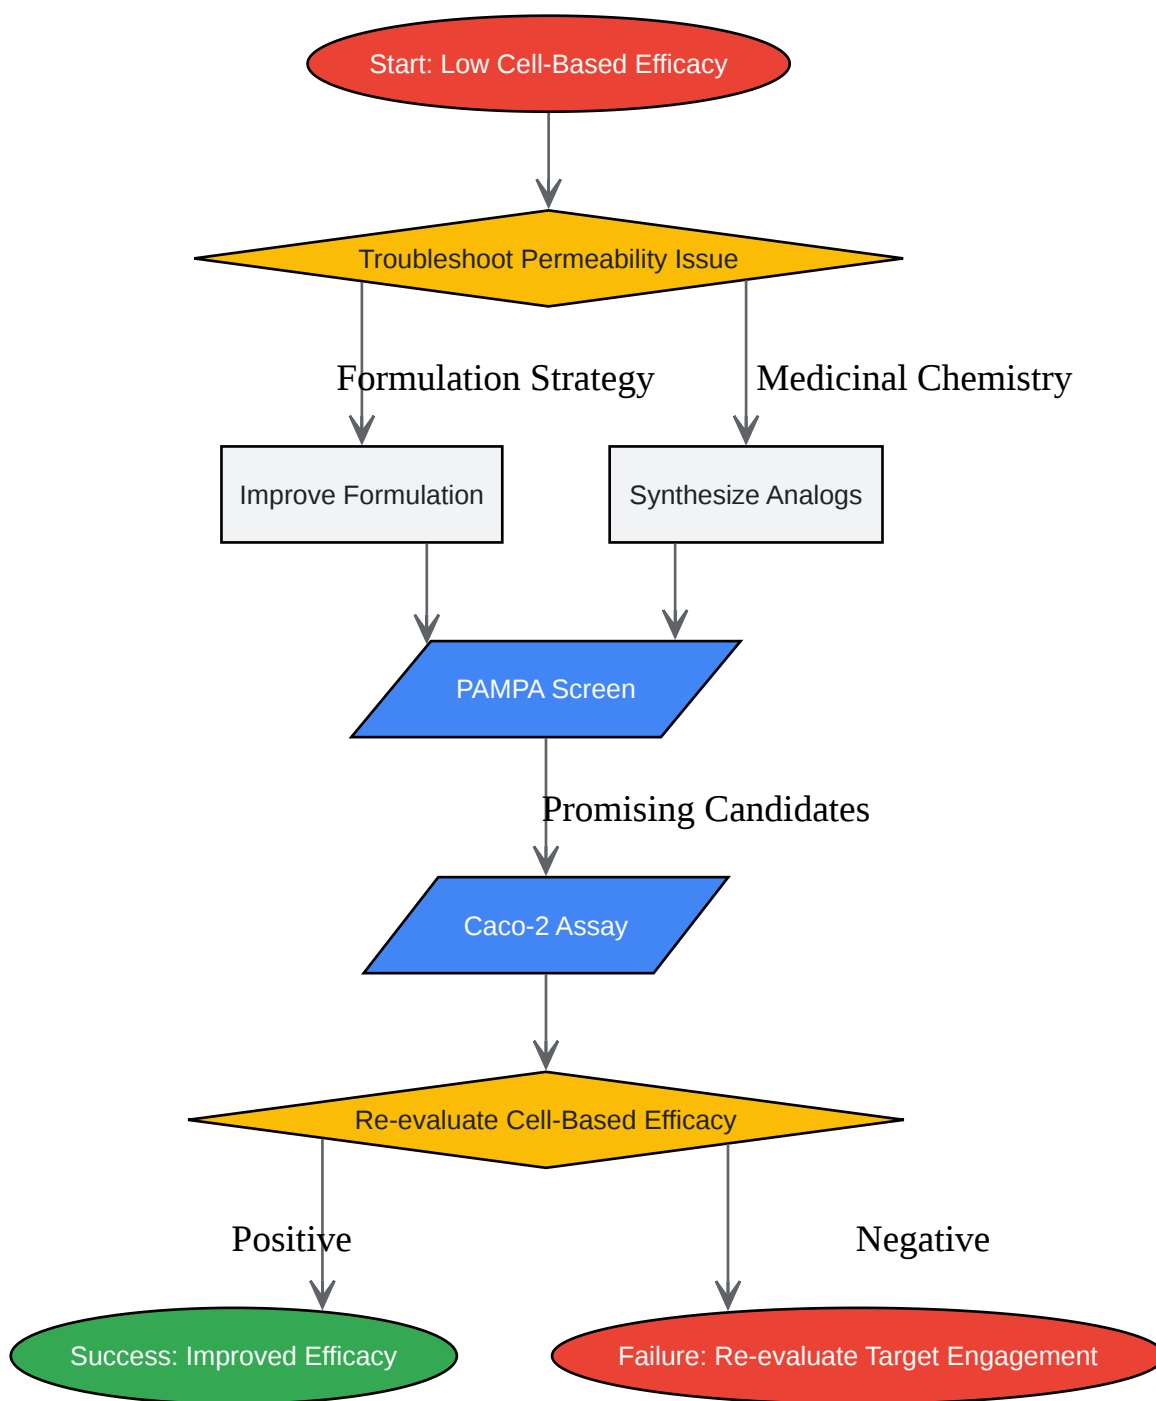 Start: Low Cell-Based Efficacy
Troubleshoot Permeability Issue
Formulation Strategy
Medicinal Chemistry
Improve Formulation
Synthesize Analogs
PAMPA Screen
Promising Candidates
Caco-2 Assay
Re-evaluate Cell-Based Efficacy
Positive
Negative
Success: Improved Efficacy
Failure: Re-evaluate Target Engagement